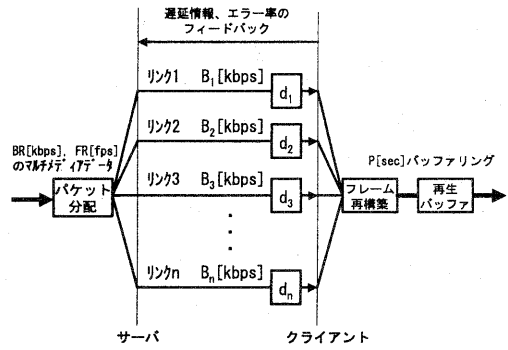 遅延情報、エラー率の
フィードバック
リンク1 B1[kbps] d1
リンク2 B2[kbps] d2
BR[kbps], FR[fps]
のマルチメディアデータ
P[sec]バッファリング
パケット
分配
リンク3 B3[kbps] d3
フレーム
再構築
再生
バッファ
リンクn Bn[kbps] dn
サーバ
クライアント